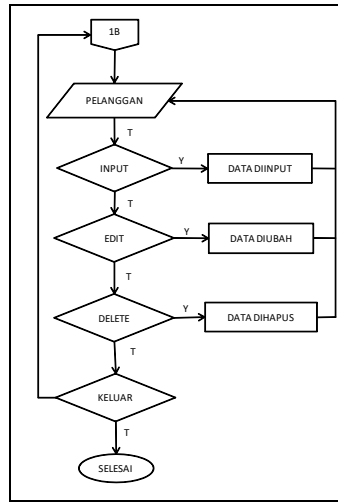 1B
PELANGGAN
T
INPUT
Y
DATA DIINPUT
T
EDIT
Y
DATA DIUBAH
T
DELETE
Y
DATA DIHAPUS
T
KELUAR
T
SELESAI